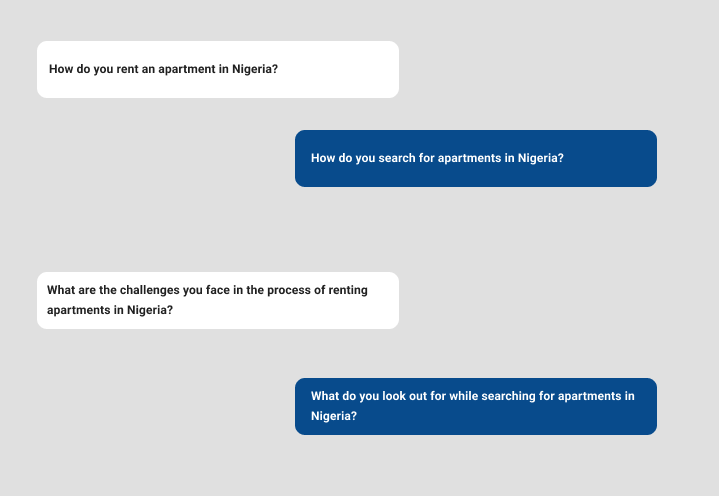 How do you rent an apartment in Nigeria?
How do you search for apartments in Nigeria?
What are the challenges you face in the process of renting
apartments in Nigeria?
What do you look out for while searching for apartments in
Nigeria?